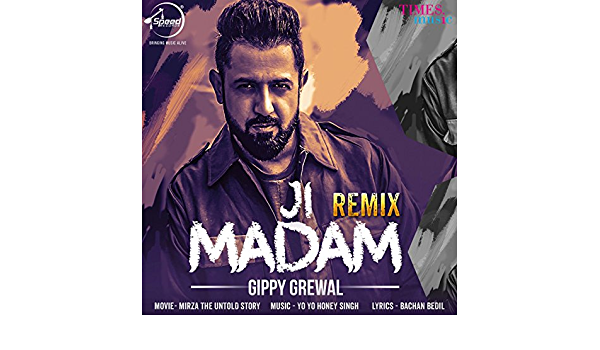 Speed
RECORDS
BRINGING MUSIC ALIVE
TIMES
music
JI
REMIX
MADAM
GIPPY GREWAL
MOVIE- MIRZA THE UNTOLD STORY MUSIC - YO YO HONEY SINGH LYRICS - BACHAN BEDIL